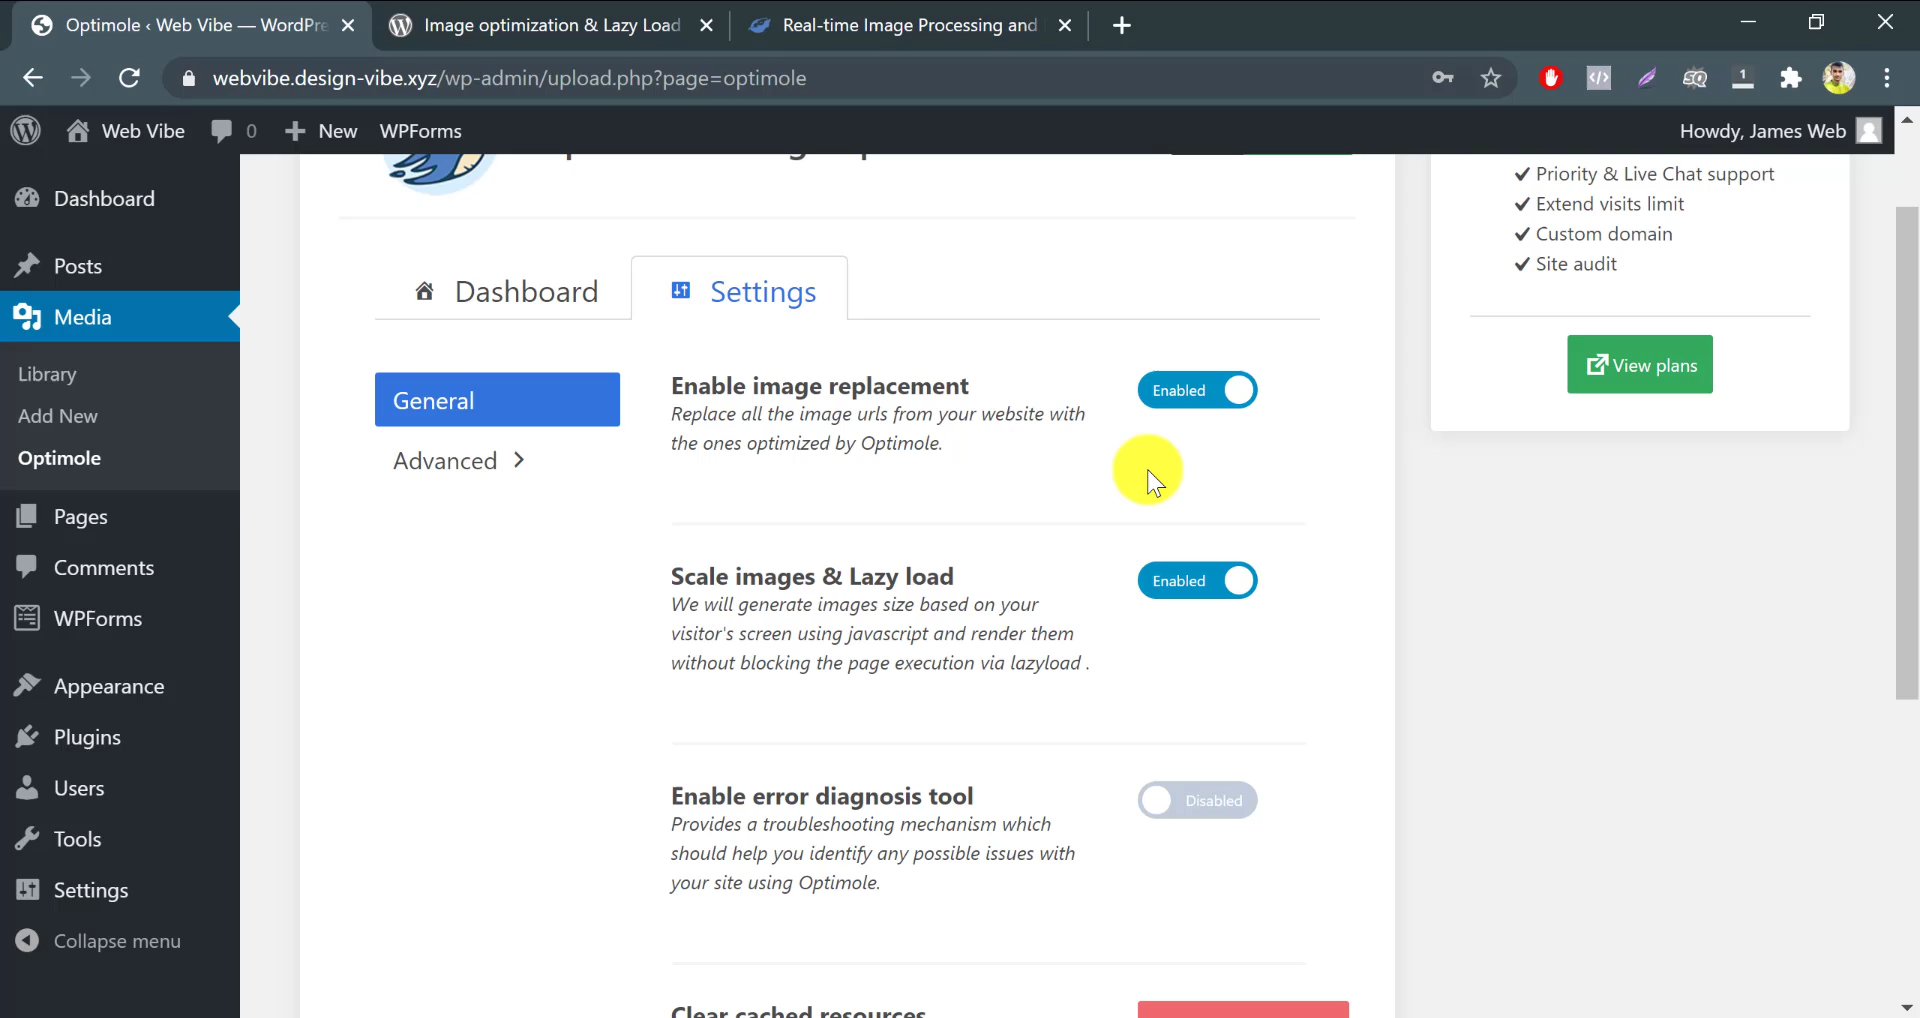 Optimole ‹ Web Vibe — WordPre
Image optimization & Lazy Load
Real-time Image Processing and
webvibe.design-vibe.xyz/wp-admin/upload.php?page=optimole
1
Web Vibe
0
New
WPForms
Howdy, James Web
Dashboard
Posts
Media
Library
Add New
Optimole
Pages
Comments
WPForms
Appearance
Plugins
Users
Tools
Settings
Collapse menu
Dashboard
Settings
General
Advanced
Enable image replacement
Replace all the image urls from your website with
the ones optimized by Optimole.
Enabled
Scale images & Lazy load
We will generate images size based on your
visitor's screen using javascript and render them
without blocking the page execution via lazyload .
Enabled
Enable error diagnosis tool
Provides a troubleshooting mechanism which
should help you identify any possible issues with
your site using Optimole.
Disabled
Clear cached resources
Priority & Live Chat support
Extend visits limit
Custom domain
Site audit
View plans